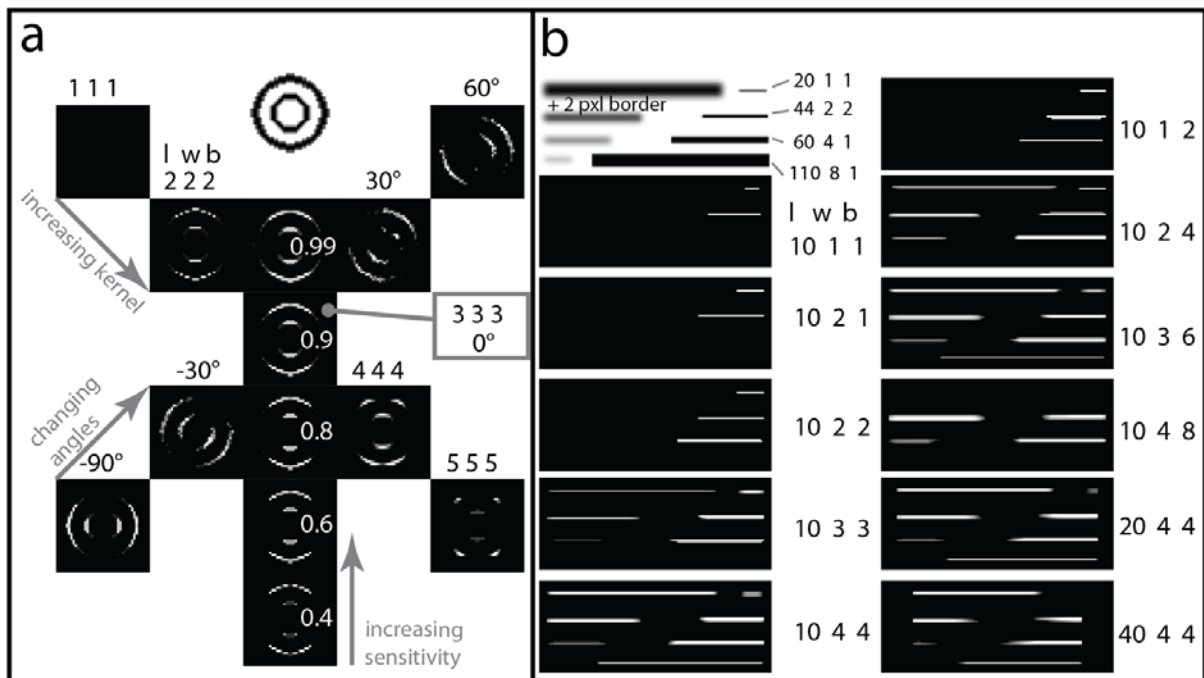 a
1 1 1
60°
l w b
2 2 2
30°
increasing kernel
0.99
0.9
3 3 3
0°
-30°
4 4 4
changing
angles
0.8
-90°
5 5 5
0.6
0.4
increasing
sensitivity
b
20 1 1
+ 2 pxl border
44 2 2
60 4 1
110 8 1
l w b
10 1 1
10 2 1
10 2 2
10 3 3
10 4 4
10 1 2
10 2 4
10 3 6
10 4 8
20 4 4
40 4 4